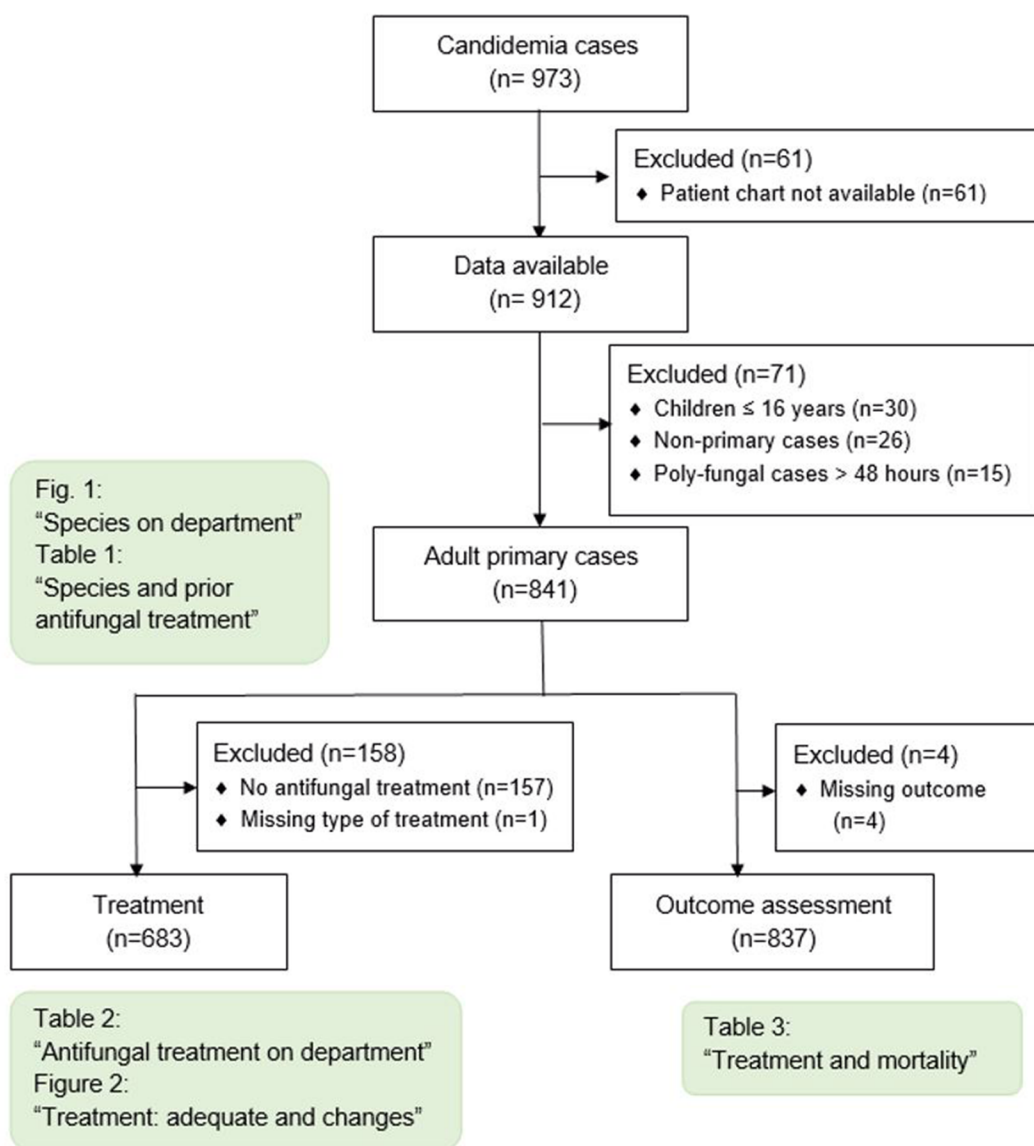 Candidemia cases
(n= 973)
Excluded (n=61)
♦ Patient chart not available (n=61)
Data available
(n= 912)
Excluded (n=71)
♦ Children ≤ 16 years (n=30)
♦ Non-primary cases (n=26)
♦ Poly-fungal cases > 48 hours (n=15)
Fig. 1:
“Species on department”
Table 1:
“Species and prior
antifungal treatment”
Adult primary cases
(n=841)
Excluded (n=158)
♦ No antifungal treatment (n=157)
♦ Missing type of treatment (n=1)
Excluded (n=4)
♦ Missing outcome
(n=4)
Treatment
(n=683)
Outcome assessment
(n=837)
Table 2:
“Antifungal treatment on department”
Figure 2:
“Treatment: adequate and changes”
Table 3:
“Treatment and mortality”